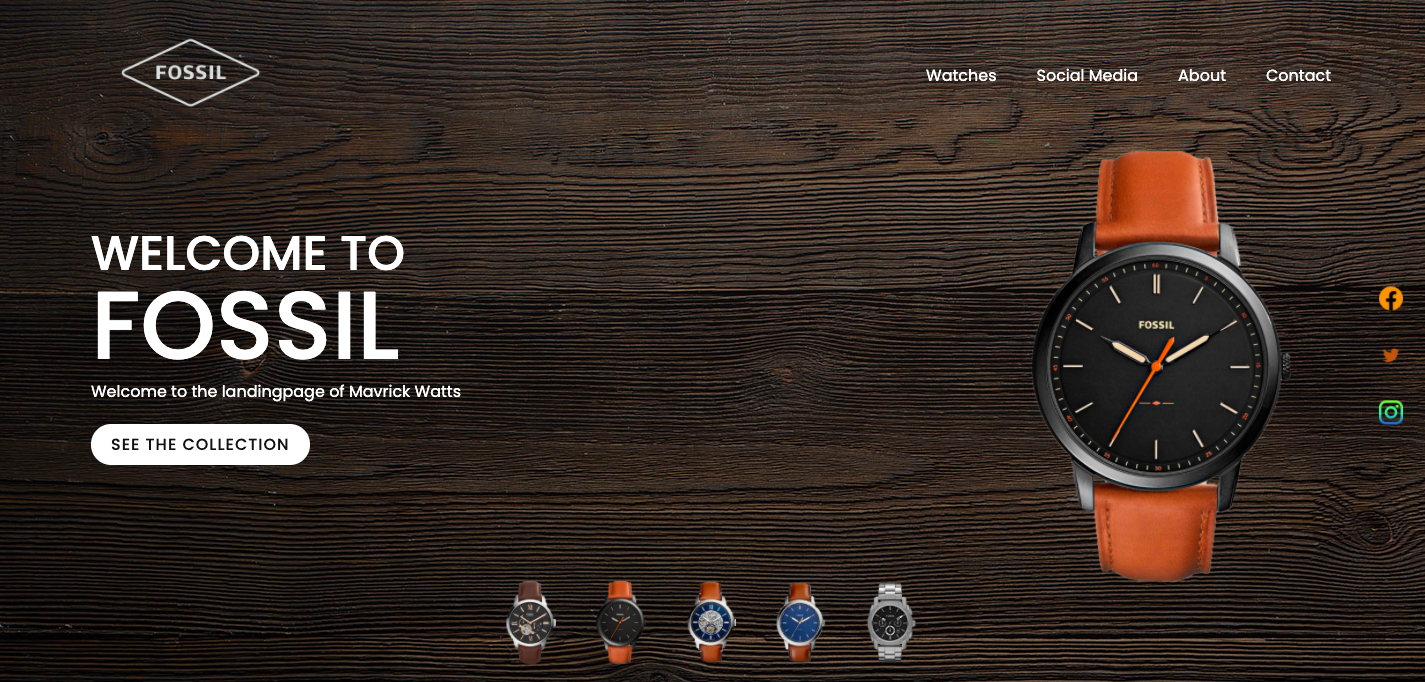 FOSSIL
Watches Social Media About Contact
WELCOME TO
FOSSIL
Welcome to the landingpage of Mavrick Watts
SEE THE COLLECTION
FOSSIL